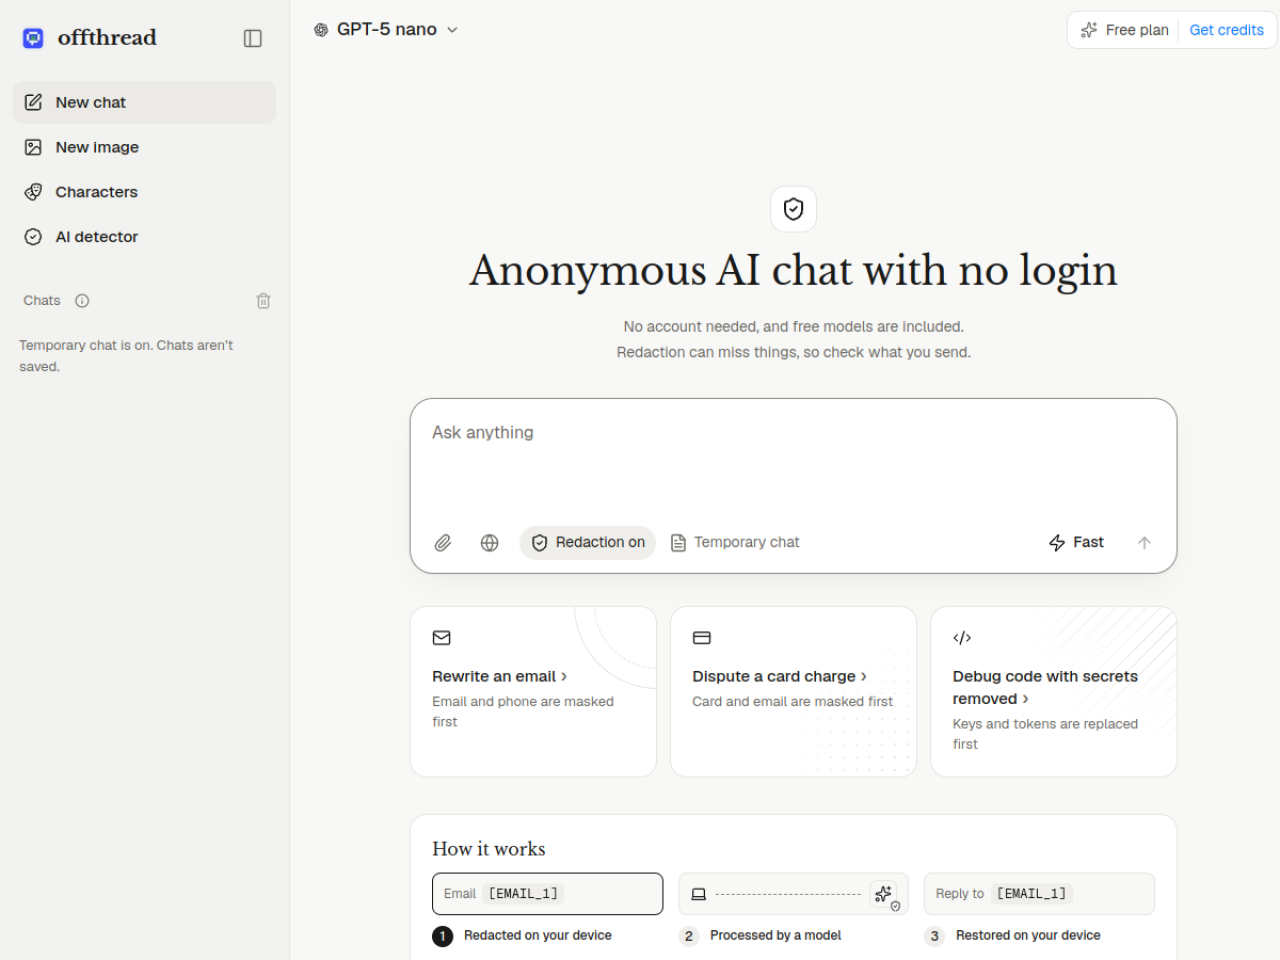 offthread
New chat
New image
Characters
AI detector
Chats
Temporary chat is on. Chats aren't
saved.
GPT-5 nano
Free plan
Get credits
Anonymous AI chat with no login
No account needed, and free models are included.
Redaction can miss things, so check what you send.
Ask anything
Redaction on
Temporary chat
Fast
Rewrite an email ›
Email and phone are masked
first
Dispute a card charge ›
Card and email are masked first
Debug code with secrets
removed ›
Keys and tokens are replaced
first
How it works
Email [EMAIL_1]
Reply to [EMAIL_1]
1 Redacted on your device
2 Processed by a model
3 Restored on your device